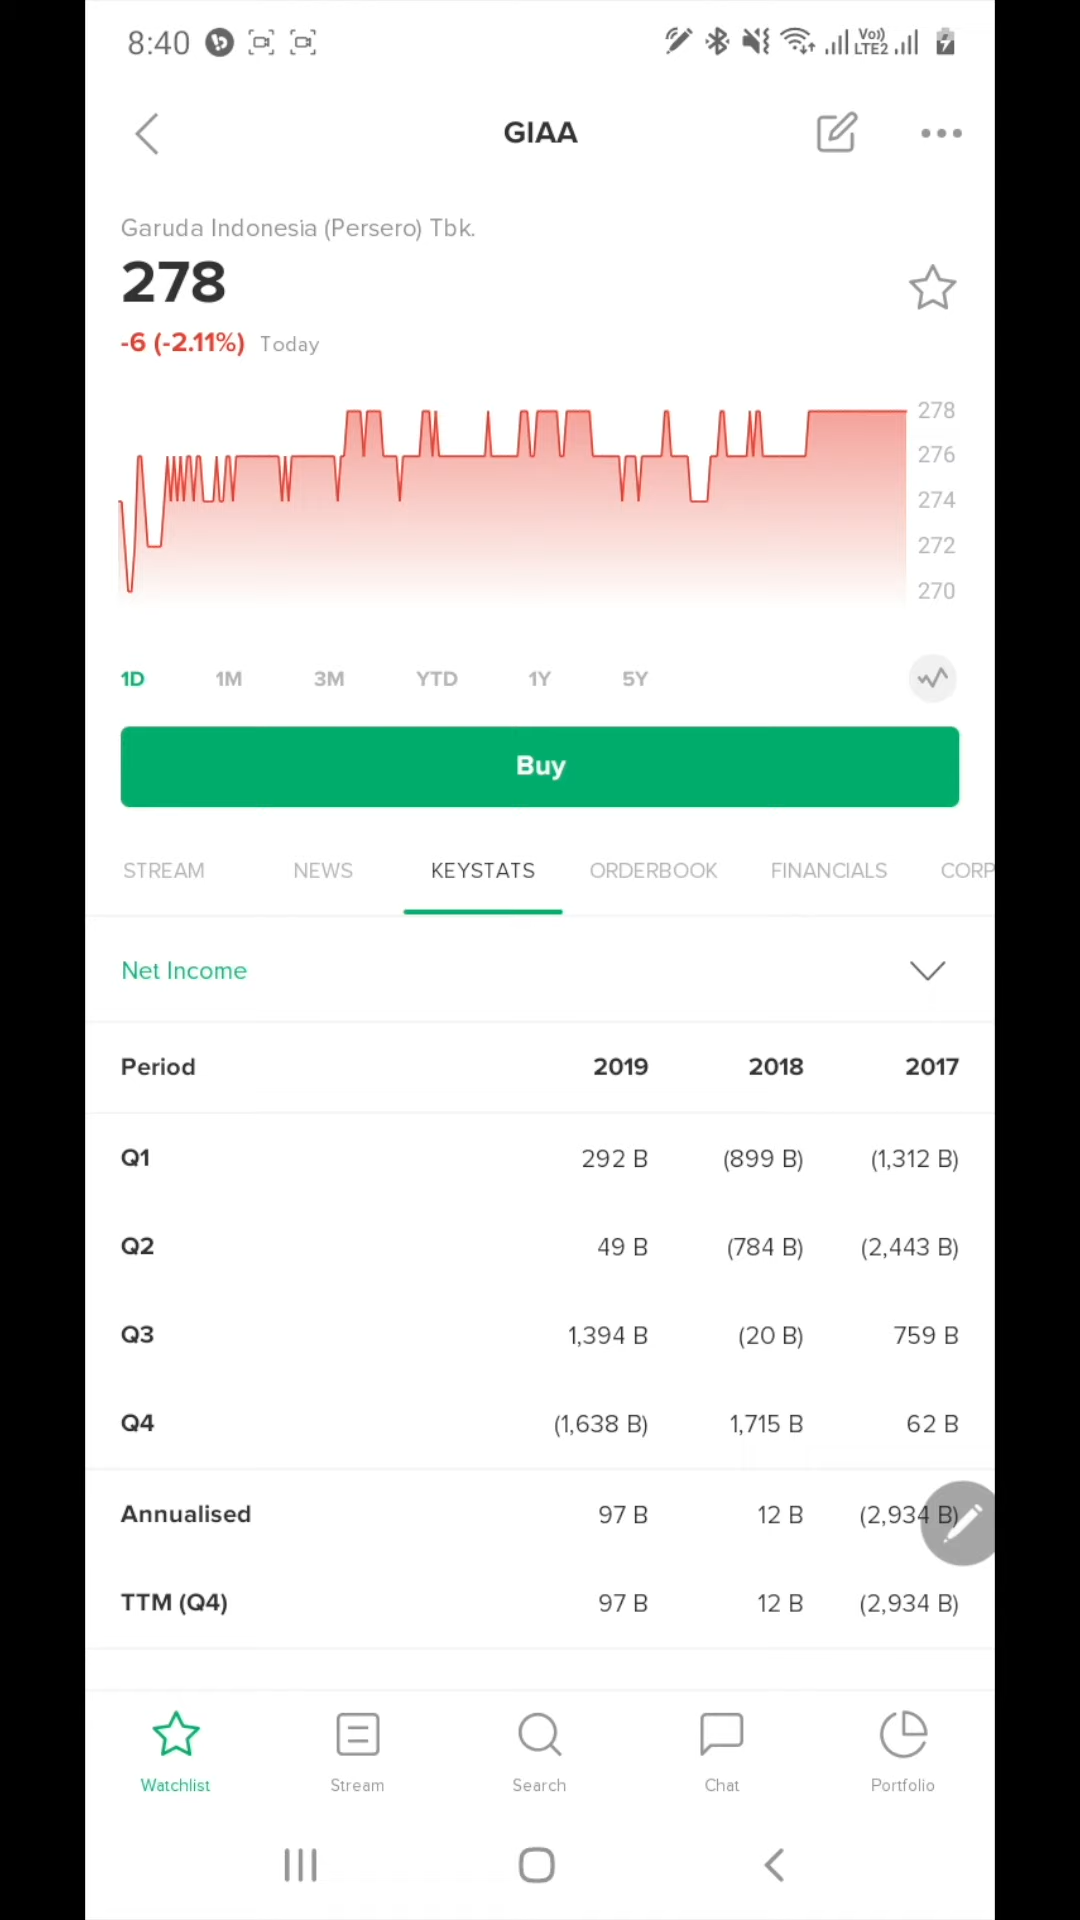 8:40
Vo)) LTE2
GIAA
Garuda Indonesia (Persero) Tbk.
278
-6 (-2.11%) Today
278
276
274
272
270
1D 1M 3M YTD 1Y 5Y
Buy
STREAM NEWS KEYSTATS ORDERBOOK FINANCIALS CORP
Net Income
Period 2019 2018 2017
Q1 292 B (899 B) (1,312 B)
Q2 49 B (784 B) (2,443 B)
Q3 1,394 B (20 B) 759 B
Q4 (1,638 B) 1,715 B 62 B
Annualised 97 B 12 B (2,934 B)
TTM (Q4) 97 B 12 B (2,934 B)
Watchlist Stream Search Chat Portfolio